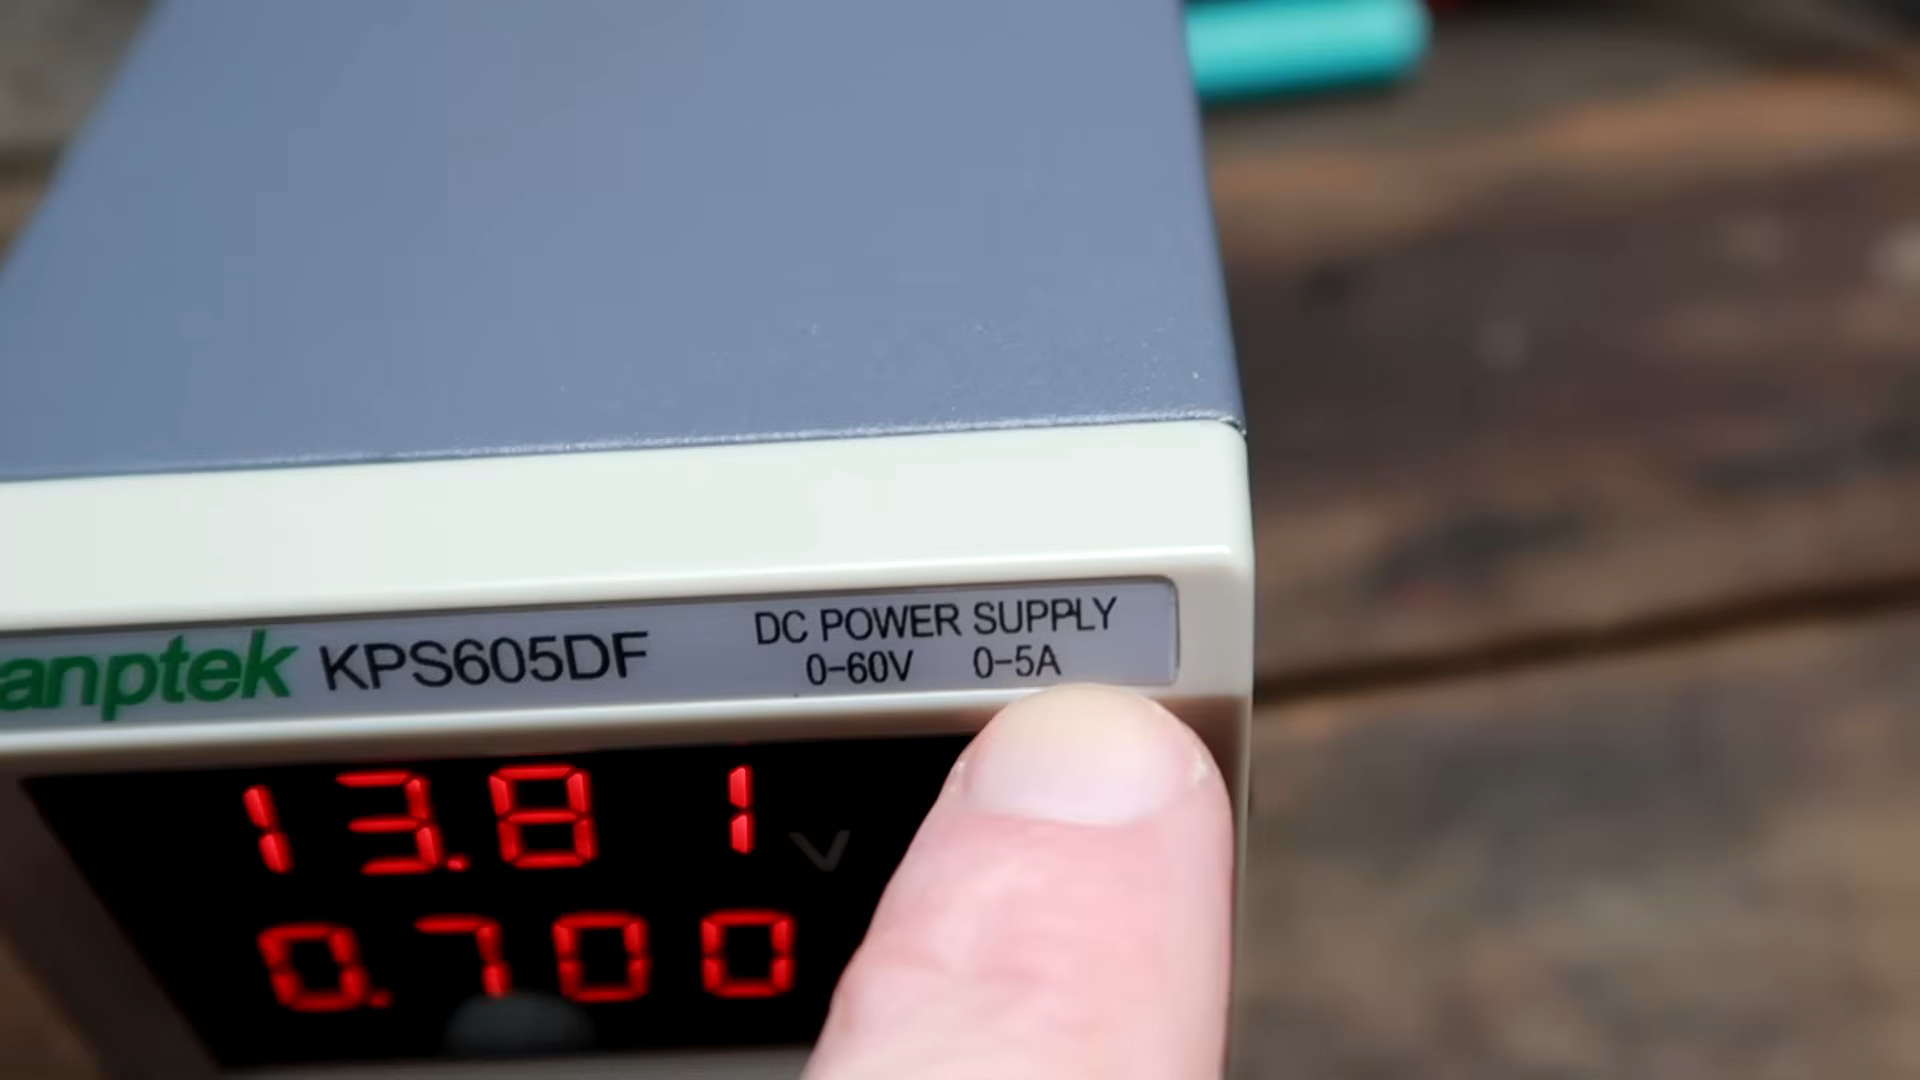 anptek KPS605DF
DC POWER SUPPLY
0-60V 0-5A
13.81 V
0.700